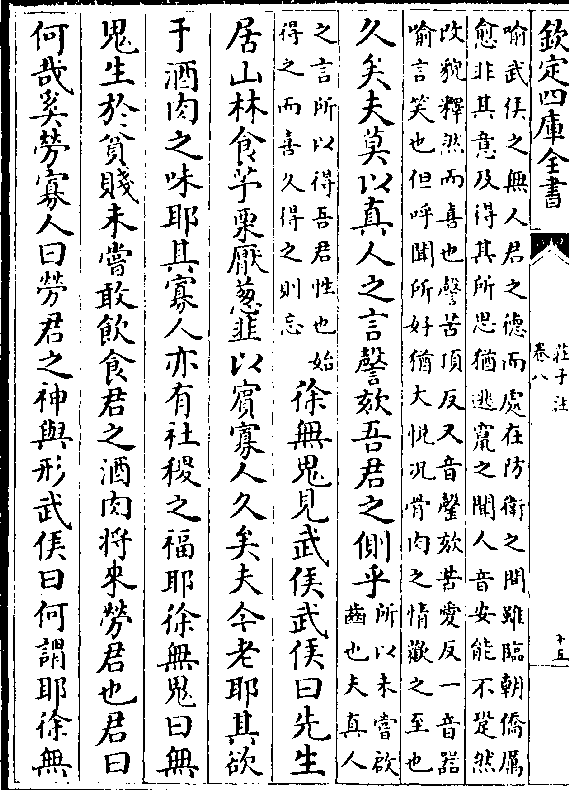 欽定四庫全書
莊子注
卷八
十五
喻武侯之無人君之德而處在防衛之間雖臨朝僑厲
愈非其意及得其所思猶逃竄之聞人音安能不跫然
改貌釋然而喜也謦苦頂反又音罄欬苦愛反一音器
喻言笑也但呼聞所好猶大悦况骨肉之情歡之至也
久矣夫莫以真人之言謦欬吾君之側乎所以未嘗啟齒也夫真人
之言所以得吾君性也始得之而喜久得之則忘徐無鬼見武侯武侯曰先生
居山林食芧栗厭葱韭以賓寡人久矣夫今老耶其欲
干酒肉之味耶其寡人亦有社稷之福耶徐無鬼曰無
鬼生於貧賤未嘗敢飲食君之酒肉將來勞君也君曰
何哉奚勞寡人曰勞君之神與形武侯曰何謂耶徐無